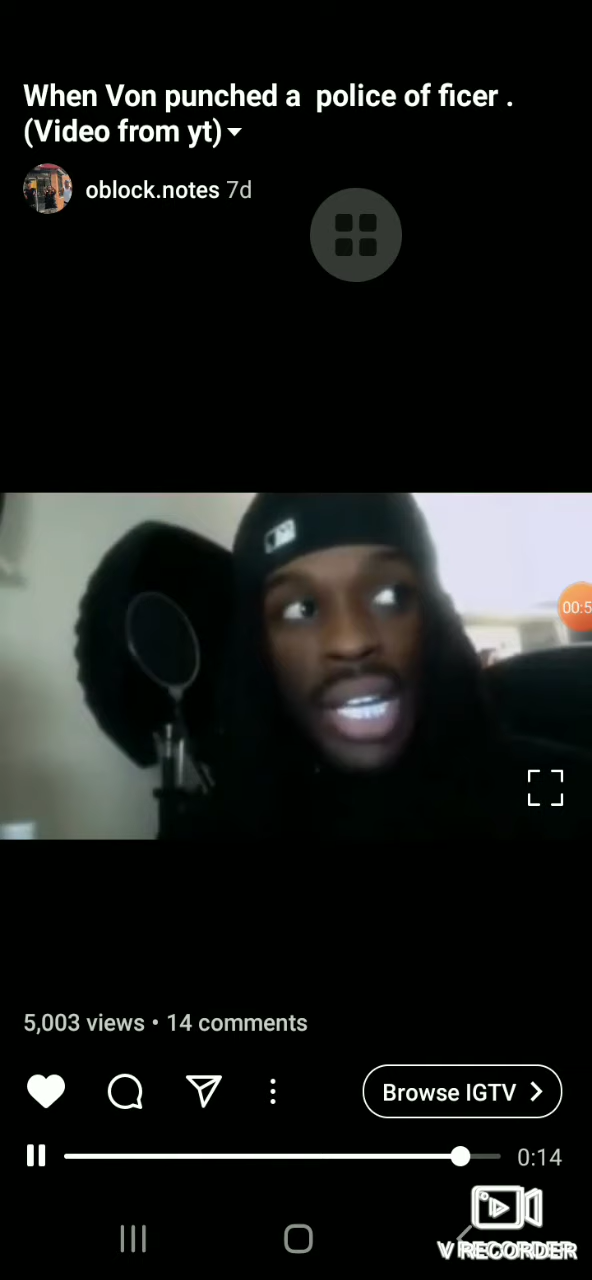 When Von punched a  police of ficer .
(Video from yt)
oblock.notes 7d
00:5
5,003 views • 14 comments
Browse IGTV
0:14
V RECORDER